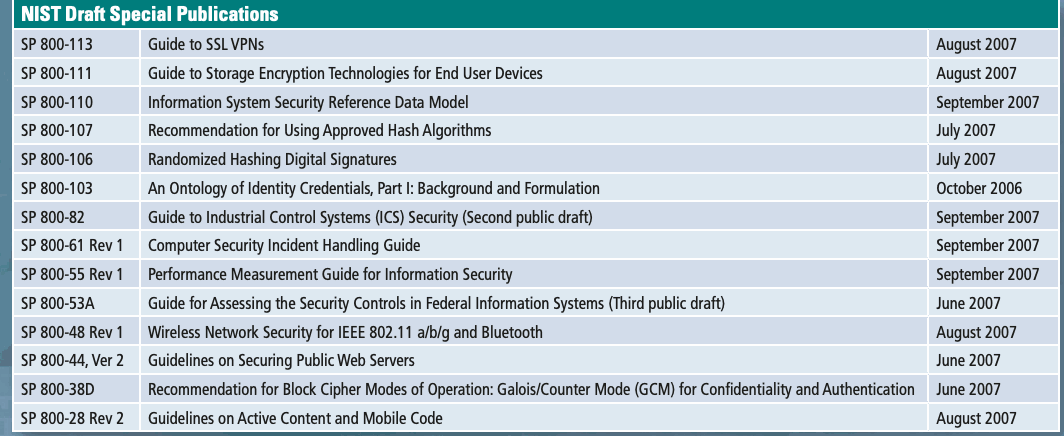 NIST Draft Special Publications
SP 800-113 Guide to SSL VPNs August 2007
SP 800-111 Guide to Storage Encryption Technologies for End User Devices August 2007
SP 800-110 Information System Security Reference Data Model September 2007
SP 800-107 Recommendation for Using Approved Hash Algorithms July 2007
SP 800-106 Randomized Hashing Digital Signatures July 2007
SP 800-103 An Ontology of Identity Credentials, Part I: Background and Formulation October 2006
SP 800-82 Guide to Industrial Control Systems (ICS) Security (Second public draft) September 2007
SP 800-61 Rev 1 Computer Security Incident Handling Guide September 2007
SP 800-55 Rev 1 Performance Measurement Guide for Information Security September 2007
SP 800-53A Guide for Assessing the Security Controls in Federal Information Systems (Third public draft) June 2007
SP 800-48 Rev 1 Wireless Network Security for IEEE 802.11 a/b/g and Bluetooth August 2007
SP 800-44, Ver 2 Guidelines on Securing Public Web Servers June 2007
SP 800-38D Recommendation for Block Cipher Modes of Operation: Galois/Counter Mode (GCM) for Confidentiality and Authentication June 2007
SP 800-28 Rev 2 Guidelines on Active Content and Mobile Code August 2007